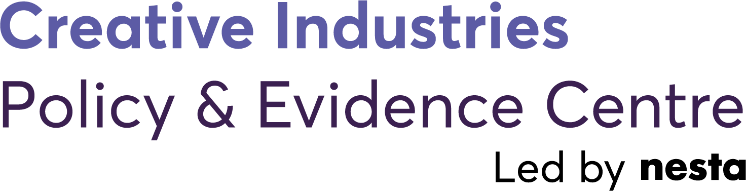 Creative Industries
Policy & Evidence Centre
Led by nesta